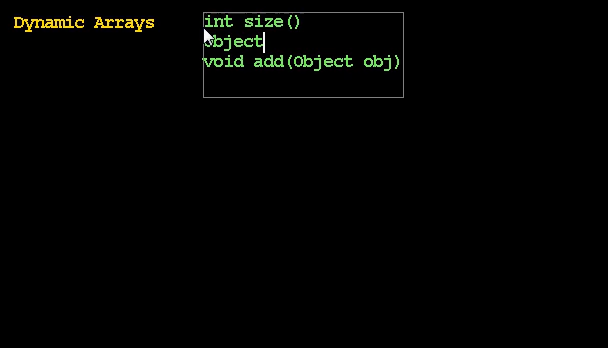 Dynamic Arrays
int size()
object
void add(Object obj)